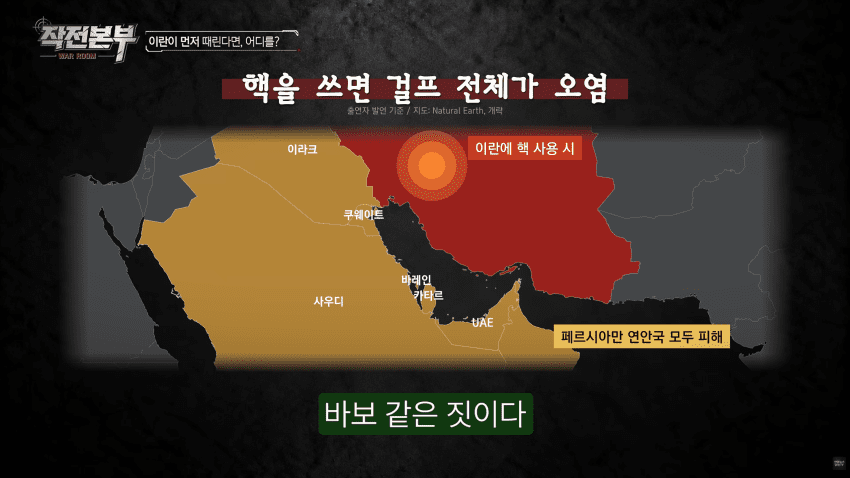 작전본부
WAR ROOM
이란이 먼저 때린다면, 어디를?
핵을 쓰면 걸프 전체가 오염
출연자 발언 기준 / 지도: Natural Earth, 개략
이란에 핵 사용 시
이라크
쿠웨이트
바레인
카타르
사우디
UAE
페르시아만 연안국 모두 피해
바보 같은 짓이다